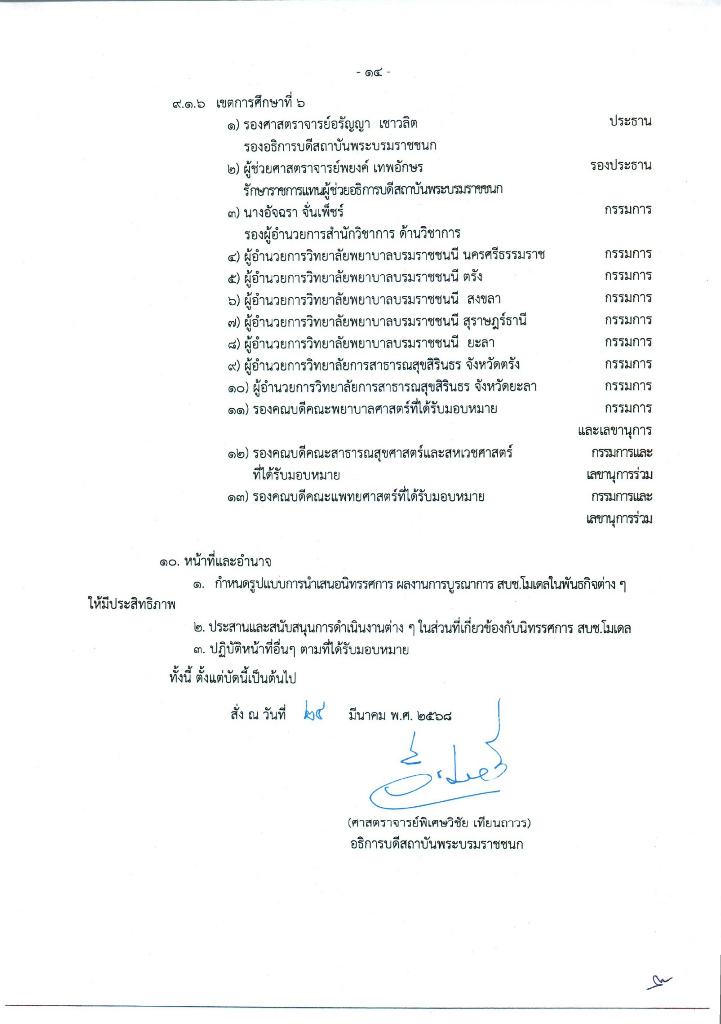 - ๑๔ -
๙.๑.๖ เขตการศึกษาที่ ๖
๑) รองศาสตราจารย์อรัญญา เชาวลิต ประธาน
รองอธิการบดีสถาบันพระบรมราชชนก
๒) ผู้ช่วยศาสตราจารย์พยงค์ เทพอักษร รองประธาน
รักษาราชการแทนผู้ช่วยอธิการบดีสถาบันพระบรมราชชนก
๓) นางอัจฉรา จั่นเพ็ชร์ กรรมการ
รองผู้อำนวยการสำนักวิชาการ ด้านวิชาการ
๔) ผู้อำนวยการวิทยาลัยพยาบาลบรมราชชนนี นครศรีธรรมราช กรรมการ
๕) ผู้อำนวยการวิทยาลัยพยาบาลบรมราชชนนี ตรัง กรรมการ
๖) ผู้อำนวยการวิทยาลัยพยาบาลบรมราชชนนี สงขลา กรรมการ
๗) ผู้อำนวยการวิทยาลัยพยาบาลบรมราชชนนี สุราษฎร์ธานี กรรมการ
๘) ผู้อำนวยการวิทยาลัยพยาบาลบรมราชชนนี ยะลา กรรมการ
๙) ผู้อำนวยการวิทยาลัยการสาธารณสุขสิรินธร จังหวัดตรัง กรรมการ
๑๐) ผู้อำนวยการวิทยาลัยการสาธารณสุขสิรินธร จังหวัดยะลา กรรมการ
๑๑) รองคณบดีคณะพยาบาลศาสตร์ที่ได้รับมอบหมาย กรรมการ
และเลขานุการ
๑๒) รองคณบดีคณะสาธารณสุขศาสตร์และสหเวชศาสตร์ กรรมการและ
ที่ได้รับมอบหมาย เลขานุการร่วม
๑๓) รองคณบดีคณะแพทยศาสตร์ที่ได้รับมอบหมาย กรรมการและ
เลขานุการร่วม
๑๐. หน้าที่และอำนาจ
๑. กำหนดรูปแบบการนำเสนอนิทรรศการ ผลงานการบูรณาการ สบช.โมเดลในพันธกิจต่าง ๆ
ให้มีประสิทธิภาพ
๒. ประสานและสนับสนุนการดำเนินงานต่าง ๆ ในส่วนที่เกี่ยวข้องกับนิทรรศการ สบช.โมเดล
๓. ปฏิบัติหน้าที่อื่นๆ ตามที่ได้รับมอบหมาย
ทั้งนี้ ตั้งแต่บัดนี้เป็นต้นไป
สั่ง ณ วันที่ มีนาคม พ.ศ. ๒๕๖๘
(ศาสตราจารย์พิเศษวิชัย เทียนถาวร)
อธิการบดีสถาบันพระบรมราชชนก